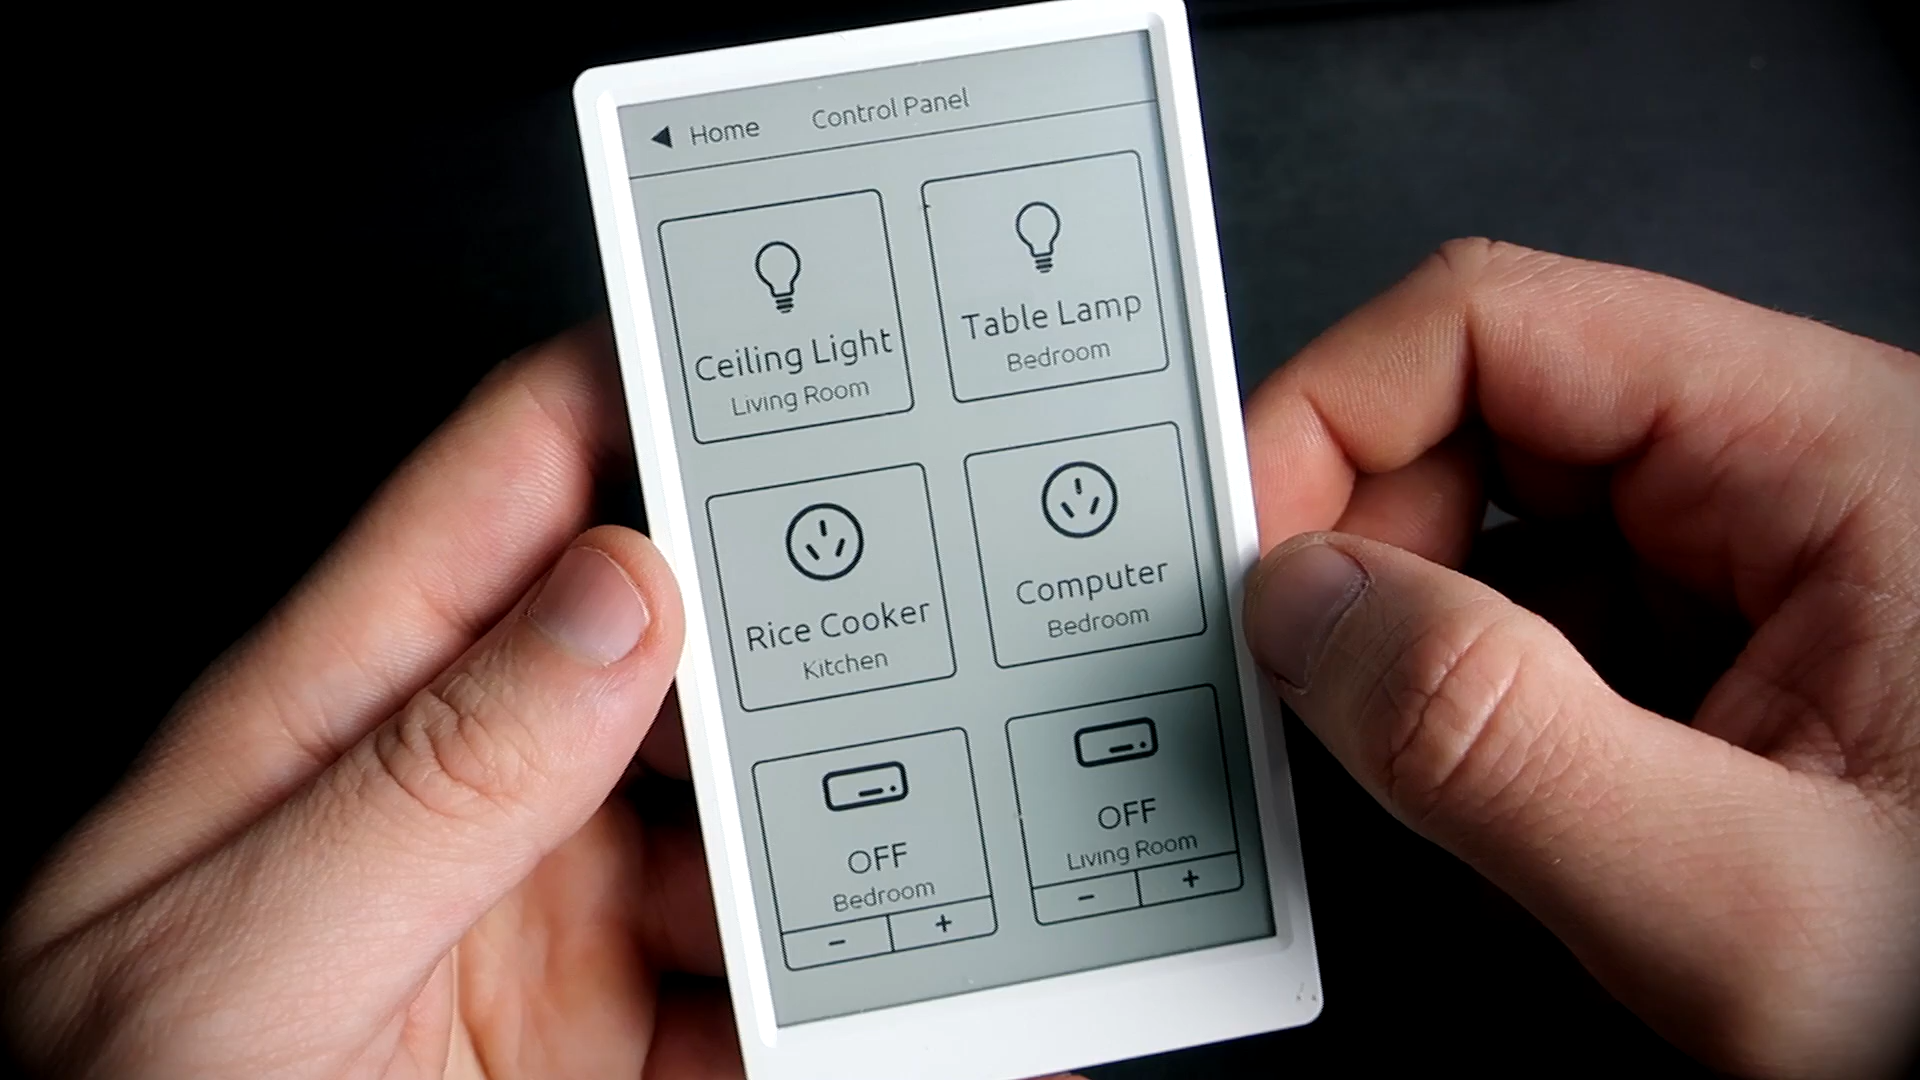 Home
Control Panel
Ceiling Light
Living Room
Table Lamp
Bedroom
Rice Cooker
Kitchen
Computer
Bedroom
OFF
Bedroom
- +
OFF
Living Room
- +